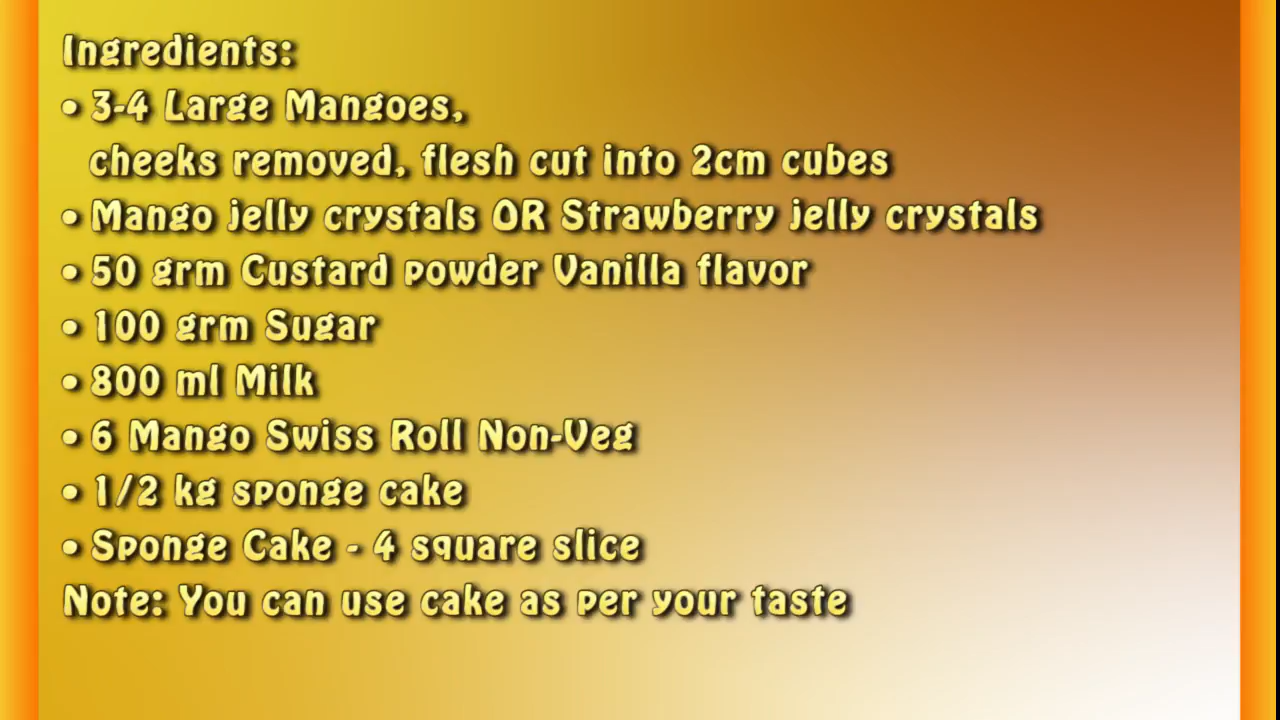 Ingredients:
• 3-4 Large Mangoes,
cheeks removed, flesh cut into 2cm cubes
• Mango jelly crystals OR Strawberry jelly crystals
• 50 grm Custard powder Vanilla flavor
• 100 grm Sugar
• 800 ml Milk
• 6 Mango Swiss Roll Non-Veg
• 1/2 kg sponge cake
• Sponge Cake - 4 square slice
Note: You can use cake as per your taste